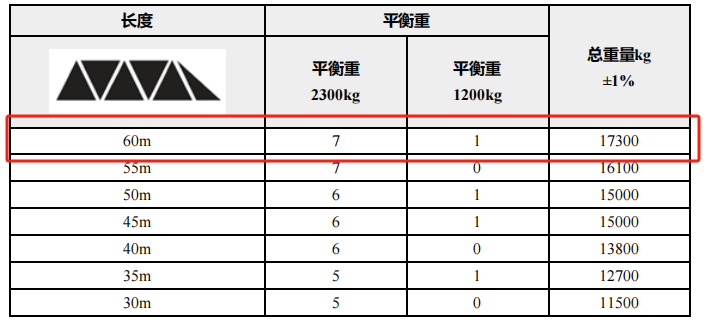 长度 平衡重 总重量kg ±1%
平衡重 2300kg 平衡重 1200kg
60m 7 1 17300
55m 7 0 16100
50m 6 1 15000
45m 6 1 15000
40m 6 0 13800
35m 5 1 12700
30m 5 0 11500